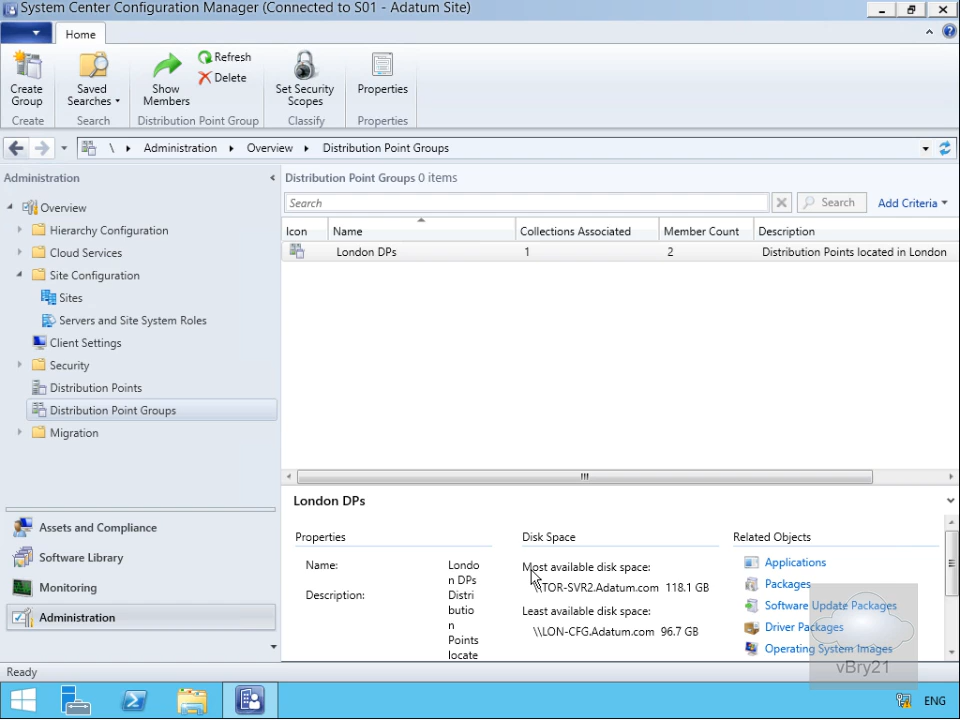 System Center Configuration Manager (Connected to S01 - Adatum Site)
Home
Create Group
Saved Searches
Show Members
Refresh
Delete
Set Security Scopes
Properties
Create
Search
Distribution Point Group
Classify
Properties
\ Administration Overview Distribution Point Groups
Administration
Overview
Hierarchy Configuration
Cloud Services
Site Configuration
Sites
Servers and Site System Roles
Client Settings
Security
Distribution Points
Distribution Point Groups
Migration
Assets and Compliance
Software Library
Monitoring
Administration
Distribution Point Groups 0 items
Search
Search
Add Criteria
Icon Name Collections Associated Member Count Description
London DPs 1 2 Distribution Points located in London
London DPs
Properties
Name: Londo
n DPs
Description: Distri
butio
n
Points
locate
Disk Space
Most available disk space:
\\TOR-SVR2.Adatum.com 118.1 GB
Least available disk space:
\\LON-CFG.Adatum.com 96.7 GB
Related Objects
Applications
Packages
Software Update Packages
Driver Packages
Operating System Images
vBry21
Ready
ENG